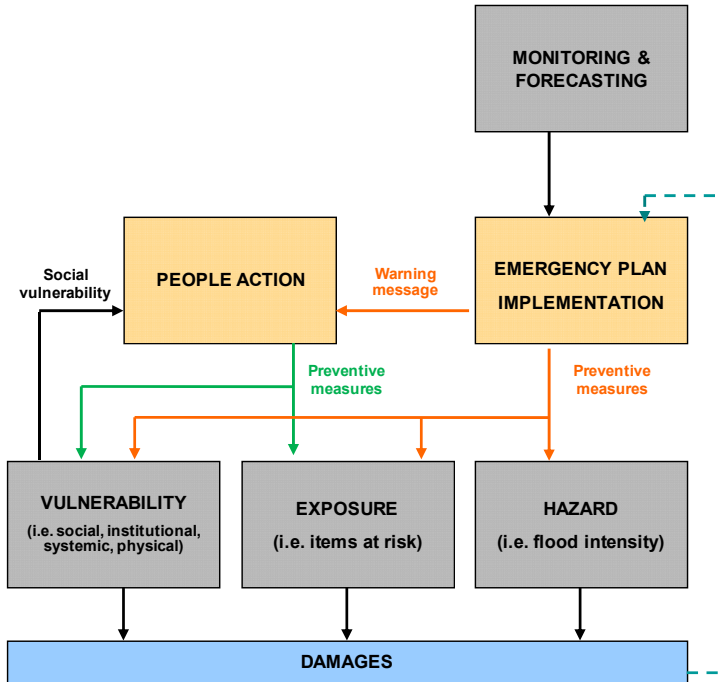 MONITORING &
FORECASTING
Social
vulnerability
PEOPLE ACTION
Warning
message
EMERGENCY PLAN
IMPLEMENTATION
Preventive
measures
Preventive
measures
VULNERABILITY
(i.e. social, institutional,
systemic, physical)
EXPOSURE
(i.e. items at risk)
HAZARD
(i.e. flood intensity)
DAMAGES